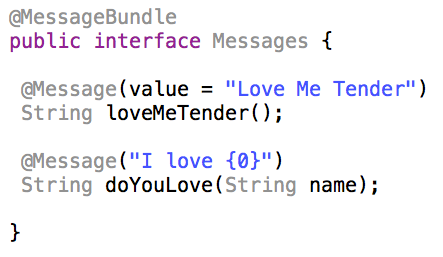 @MessageBundle
public interface Messages {
@Message(value = "Love Me Tender")
String loveMeTender();
@Message("I love {0}")
String doYouLove(String name);
}